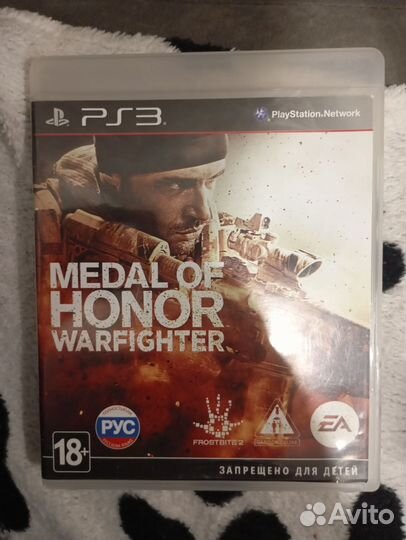 PS3
PlayStation®Network
MEDAL OF
HONOR
WARFIGHTER
РУС
FROSTBITE 2
EA
18+
ЗАПРЕЩЕНО ДЛЯ ДЕТЕЙ
Avito